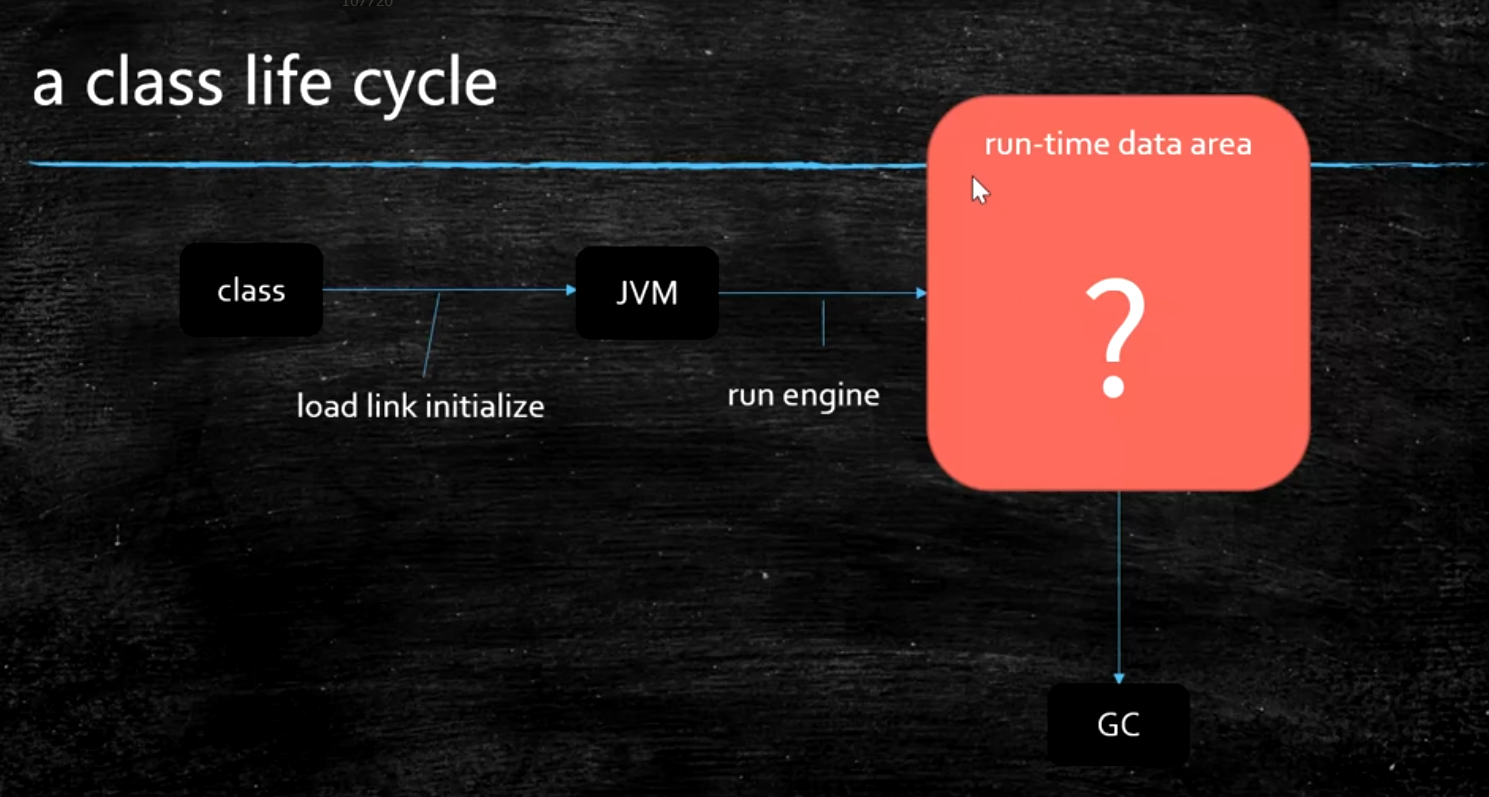 a class life cycle
run-time data area
class
JVM
?
load link initialize
run engine
GC